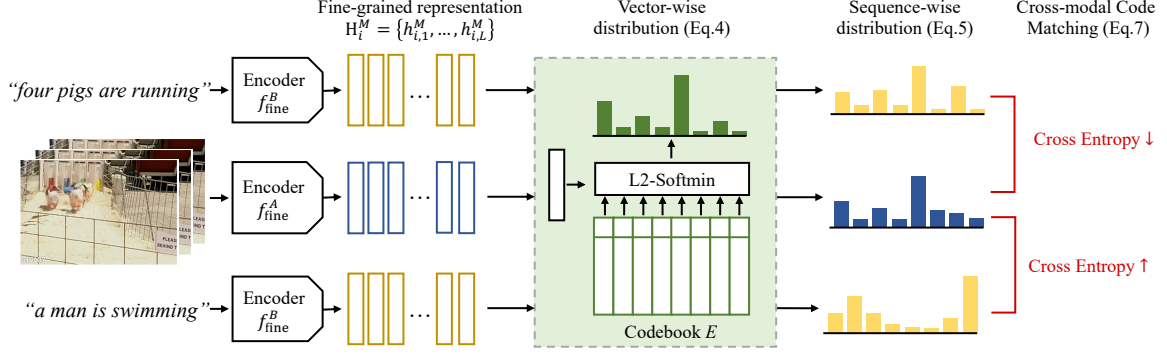 Fine-grained representation
H_i^M = {h_{i,1}^M, ..., h_{i,L}^M}
Vector-wise
distribution (Eq.4)
Sequence-wise
distribution (Eq.5)
Cross-modal Code
Matching (Eq.7)
“four pigs are running”
Encoder
f_fine^B
...
L2-Softmin
Cross Entropy ↓
PLEASE
BEHIND T
Encoder
f_fine^A
...
Cross Entropy ↑
“a man is swimming”
Encoder
f_fine^B
...
Codebook E